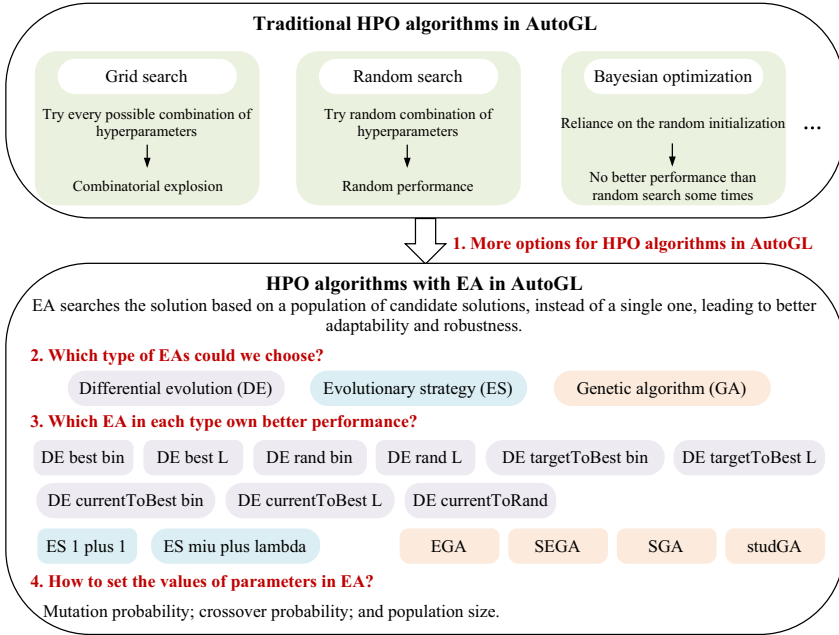 Traditional HPO algorithms in AutoGL
Grid search
Try every possible combination of
hyperparameters
Combinatorial explosion
Random search
Try random combination of
hyperparameters
Random performance
Bayesian optimization
Reliance on the random initialization
No better performance than
random search some times
...
1. More options for HPO algorithms in AutoGL
HPO algorithms with EA in AutoGL
EA searches the solution based on a population of candidate solutions, instead of a single one, leading to better
adaptability and robustness.
2. Which type of EAs could we choose?
Differential evolution (DE)
Evolutionary strategy (ES)
Genetic algorithm (GA)
3. Which EA in each type own better performance?
DE best bin
DE best L
DE rand bin
DE rand L
DE targetToBest bin
DE targetToBest L
DE currentToBest bin
DE currentToBest L
DE currentToRand
ES 1 plus 1
ES miu plus lambda
EGA
SEGA
SGA
studGA
4. How to set the values of parameters in EA?
Mutation probability; crossover probability; and population size.